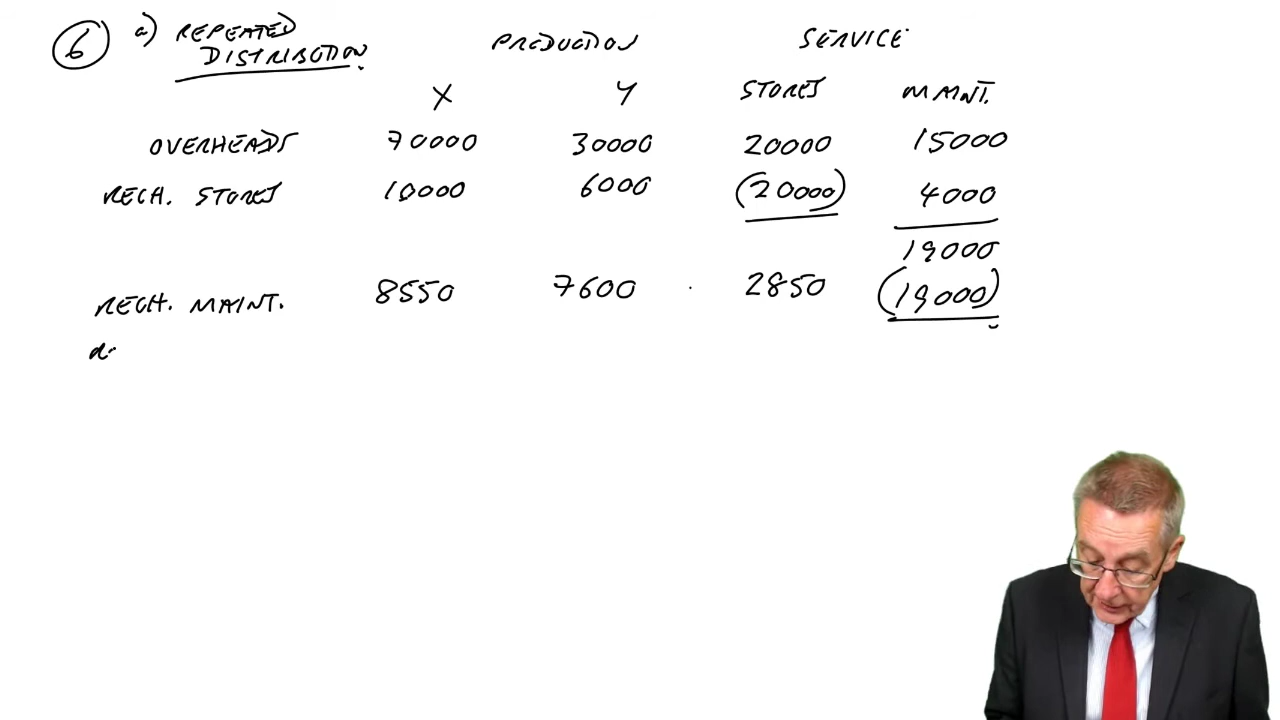 6 a) REPEATED DISTRIBUTION.
PRODUCTION SERVICE
X Y STORES MAINT.
OVERHEADS 70000 30000 20000 15000
RECH. STORES 10000 6000 (20000) 4000
19000
RECH. MAINT. 8550 7600 2850 (19000)